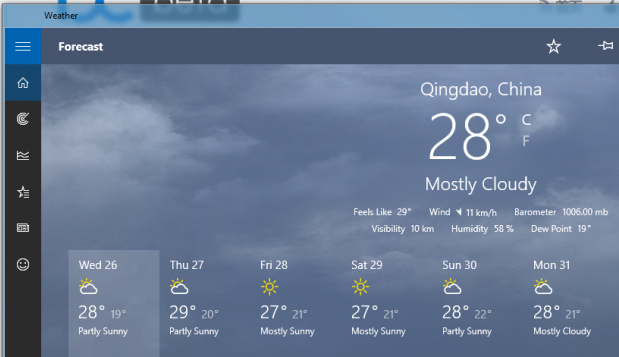 Weather
Forecast
Qingdao, China
28° C
F
Mostly Cloudy
Feels Like 29° Wind 11 km/h Barometer 1006.00 mb
Visibility 10 km Humidity 58 % Dew Point 19°
Wed 26 Thu 27 Fri 28 Sat 29 Sun 30 Mon 31
28° 19° 29° 20° 27° 21° 27° 21° 28° 22° 28° 21°
Partly Sunny Partly Sunny Mostly Sunny Mostly Sunny Partly Sunny Mostly Cloudy